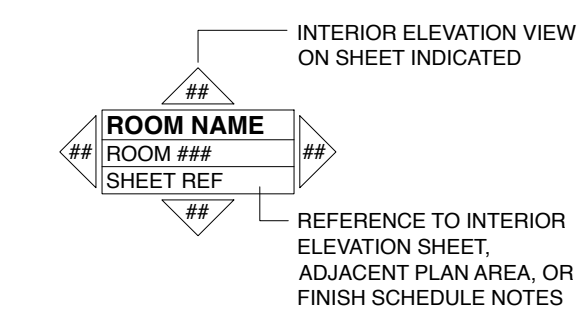 INTERIOR ELEVATION VIEW
ON SHEET INDICATED
##
ROOM NAME
## ROOM ### ##
SHEET REF
##
REFERENCE TO INTERIOR
ELEVATION SHEET,
ADJACENT PLAN AREA, OR
FINISH SCHEDULE NOTES